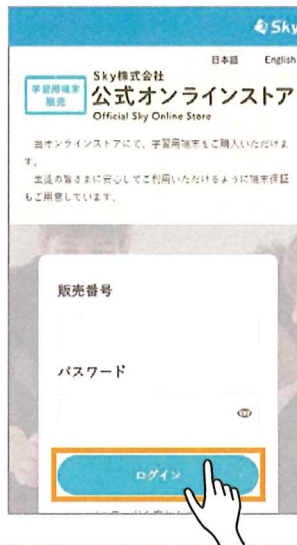 Sky
日本語 English
学習用端末
販売
Sky株式会社
公式オンラインストア
Official Sky Online Store
当オンラインストアにて、学習用端末をご購入いただけま
す。
生徒の皆さまに安心してご利用いただけるように端末保証
もご用意しています。
販売番号
パスワード
ログイン